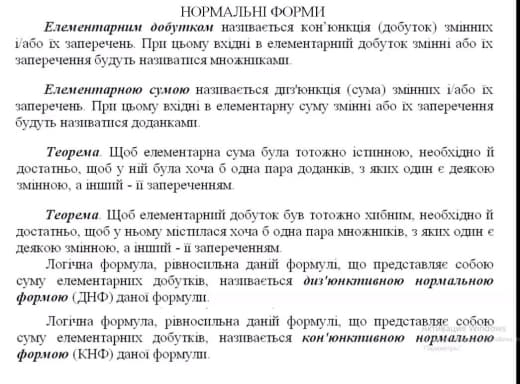 НОРМАЛЬНІ ФОРМИ
Елементарним добутком називається кон'юнкція (добуток) змінних
і/або їх заперечень. При цьому вхідні в елементарний добуток змінні або їх
заперечення будуть називатися множниками.
Елементарною сумою називається диз'юнкція (сума) змінних і/або їх
заперечень. При цьому вхідні в елементарну суму змінні або їх заперечення
будуть називатися доданками.
Теорема. Щоб елементарна сума була тотожно істинною, необхідно й
достатньо, щоб у ній була хоча б одна пара доданків, з яких один є деякою
змінною, а інший - її запереченням.
Теорема. Щоб елементарний добуток був тотожно хибним, необхідно й
достатньо, щоб у ньому містилася хоча б одна пара множників, з яких один є
деякою змінною, а інший - її запереченням.
Логічна формула, рівносильна даній формулі, що представляє собою
суму елементарних добутків, називається диз'юнктивною нормальною
формою (ДНФ) даної формули.
Логічна формула, рівносильна даній формулі, що представляє собою
суму елементарних добутків, називається кон'юнктивною нормальною
формою (КНФ) даної формули.
Активация Windows